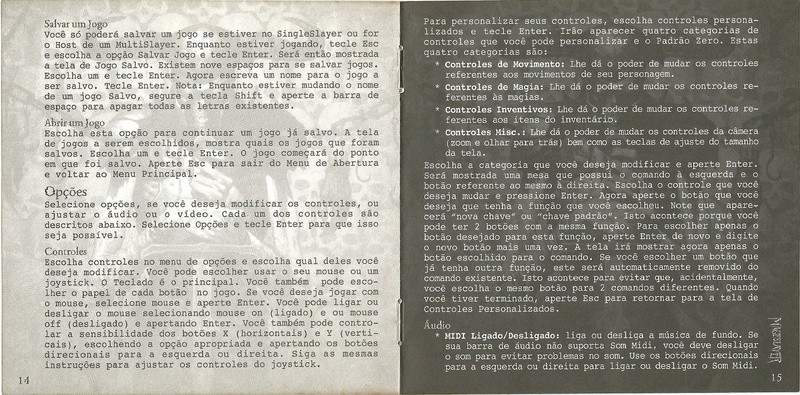 Salvar um Jogo
Você só poderá salvar um jogo se estiver no SingleSlayer ou for
o Host de um MultiSlayer. Enquanto estiver jogando, tecle Esc
e escolha a opção Salvar Jogo e tecle Enter. Será então mostrada
a tela de Jogo Salvo. Existem nove espaços para se salvar jogos.
Escolha um e tecle Enter. Agora escreva um nome para o jogo a
ser salvo. Tecle Enter. Nota: Enquanto estiver mudando o nome
de um jogo Salvo, segure a tecla Shift e aperte a barra de
espaço para apagar todas as letras existentes.
Abrir um Jogo
Escolha esta opção para continuar um jogo já salvo. A tela
de jogos a serem escolhidos, mostra quais os jogos que foram
salvos. Escolha um e tecle Enter. O jogo começará do ponto
em que foi salvo. Aperte Esc para sair do Menu de Abertura
e voltar ao Menu Principal.
Opções
Selecione opções, se você deseja modificar os controles, ou
ajustar o áudio ou o vídeo. Cada um dos controles são
descritos abaixo. Selecione Opções e tecle Enter para que isso
seja possível.
Controles
Escolha controles no menu de opções e escolha qual deles você
deseja modificar. Você pode escolher usar o seu mouse ou um
joystick. O Teclado é o principal. Você também pode esco-
lher o papel de cada botão no jogo. Se você deseja jogar com
o mouse, selecione mouse e aperte Enter. Você pode ligar ou
desligar o mouse selecionando mouse on (ligado) e ou mouse
off (desligado) e apertando Enter. Você também pode contro-
lar a sensibilidade dos botões X (horizontais) e Y (verti-
cais), escolhendo a opção apropriada e apertando os botões
direcionais para a esquerda ou direita. Siga as mesmas
instruções para ajustar os controles do joystick.
14
Para personalizar seus controles, escolha controles persona-
lizados e tecle Enter. Irão aparecer quatro categorias de
controles que você pode personalizar e o Padrão Zero. Estas
quatro categorias são:
* Controles de Movimento: Lhe dá o poder de mudar os controles
referentes aos movimentos de seu personagem.
* Controles de Magia: Lhe dá o poder de mudar os controles re-
ferentes às magias.
* Controles Inventivos: Lhe dá o poder de mudar os controles re-
ferentes aos itens do inventário.
* Controles Misc.: Lhe dá o poder de mudar os controles da câmera
(zoom e olhar para trás) bem como as teclas de ajuste do tamanho
da tela.
Escolha a categoria que você deseja modificar e aperte Enter.
Será mostrada uma mesa que possui o comando à esquerda e o
botão referente ao mesmo à direita. Escolha o controle que você
deseja mudar e pressione Enter. Agora aperte o botão que você
deseja que tenha a função que você escolheu. Note que apare-
cerá “nova chave” ou “chave padrão”. Isto acontece porque você
pode ter 2 botões com a mesma função. Para escolher apenas o
botão desejado para esta função, aperte Enter de novo e digite
o novo botão mais uma vez. A tela irá mostrar agora apenas o
botão escolhido para o comando. Se você escolher um botão que
já tenha outra função, este será automaticamente removido do
comando existente. Isto acontece para evitar que, acidentalmente,
você escolha o mesmo botão para 2 comandos diferentes. Quando
você tiver terminado, aperte Esc para retornar para a tela de
Controles Personalizados.
Áudio
* MIDI Ligado/Desligado: liga ou desliga a música de fundo. Se
sua barra de áudio não suporta Som Midi, você deve desligar
o som para evitar problemas no som. Use os botões direcionais
para a esquerda ou direita para ligar ou desligar o Som Midi.
MAGESLAYER
15